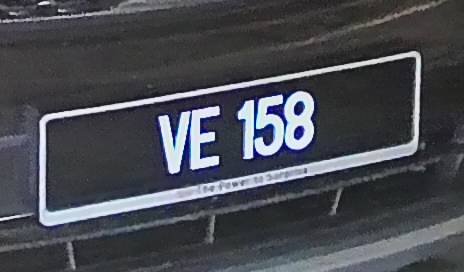 VE 158
The Power to Surprise